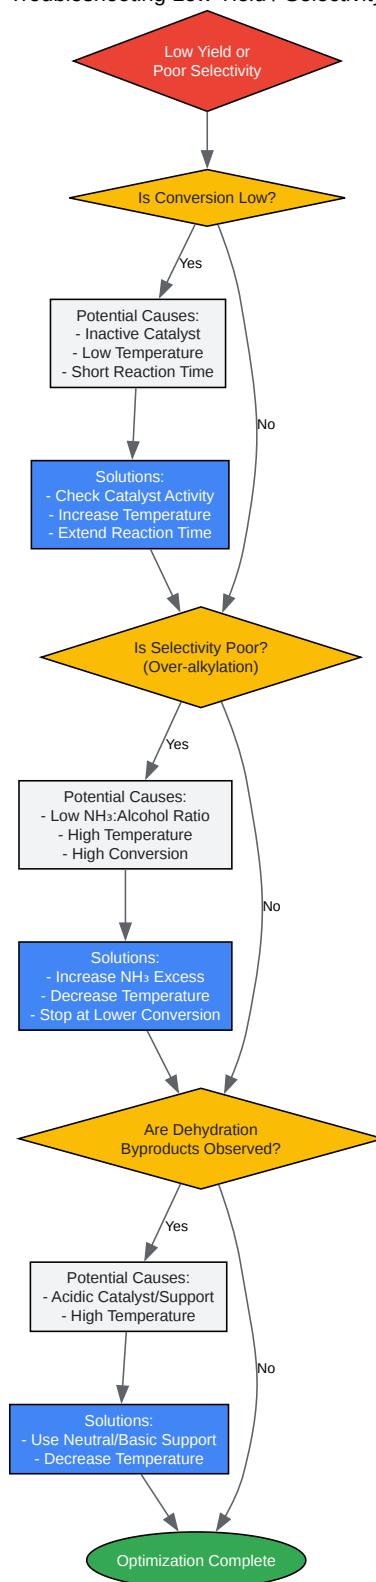 Troubleshooting Low Yield / Selectivity
Low Yield or
Poor Selectivity
Is Conversion Low?
Yes
Potential Causes:
- Inactive Catalyst
- Low Temperature
- Short Reaction Time
No
Solutions:
- Check Catalyst Activity
- Increase Temperature
- Extend Reaction Time
Is Selectivity Poor?
(Over-alkylation)
Yes
Potential Causes:
- Low NH₃:Alcohol Ratio
- High Temperature
- High Conversion
No
Solutions:
- Increase NH₃ Excess
- Decrease Temperature
- Stop at Lower Conversion
Are Dehydration
Byproducts Observed?
Yes
Potential Causes:
- Acidic Catalyst/Support
- High Temperature
No
Solutions:
- Use Neutral/Basic Support
- Decrease Temperature
Optimization Complete